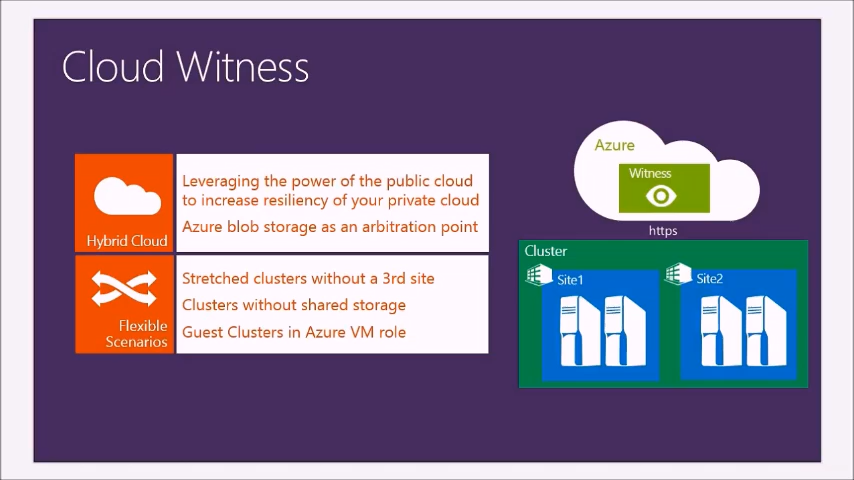 Cloud Witness
Hybrid Cloud
Leveraging the power of the public cloud
to increase resiliency of your private cloud
Azure blob storage as an arbitration point
Flexible
Scenarios
Stretched clusters without a 3rd site
Clusters without shared storage
Guest Clusters in Azure VM role
Azure
Witness
https
Cluster
Site1
Site2